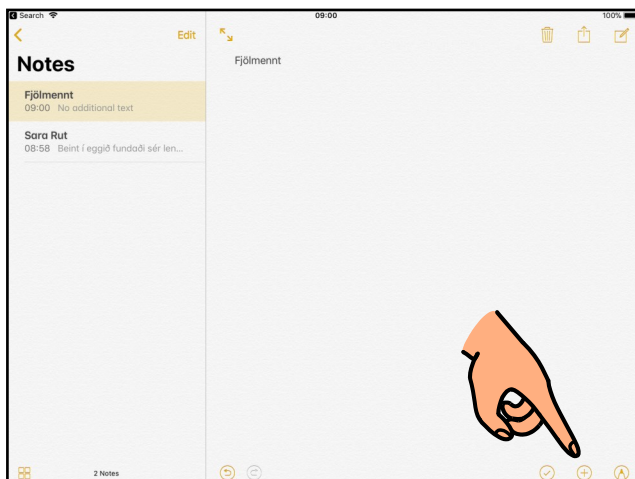 Search
09:00
100%
Edit
Notes
Fjölmennt
09:00 No additional text
Sara Rut
08:58 Beint í eggið fundaði sér len...
2 Notes
Fjölmennt